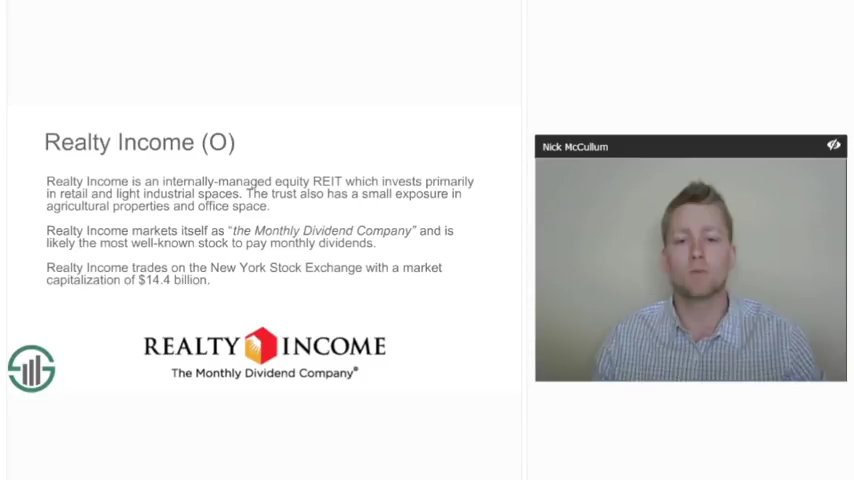 Realty Income (O)
Realty Income is an internally-managed equity REIT which invests primarily
in retail and light industrial spaces. The trust also has a small exposure in
agricultural properties and office space.
Realty Income markets itself as “the Monthly Dividend Company” and is
likely the most well-known stock to pay monthly dividends.
Realty Income trades on the New York Stock Exchange with a market
capitalization of $14.4 billion.
REALTY INCOME
The Monthly Dividend Company®
Nick McCullum